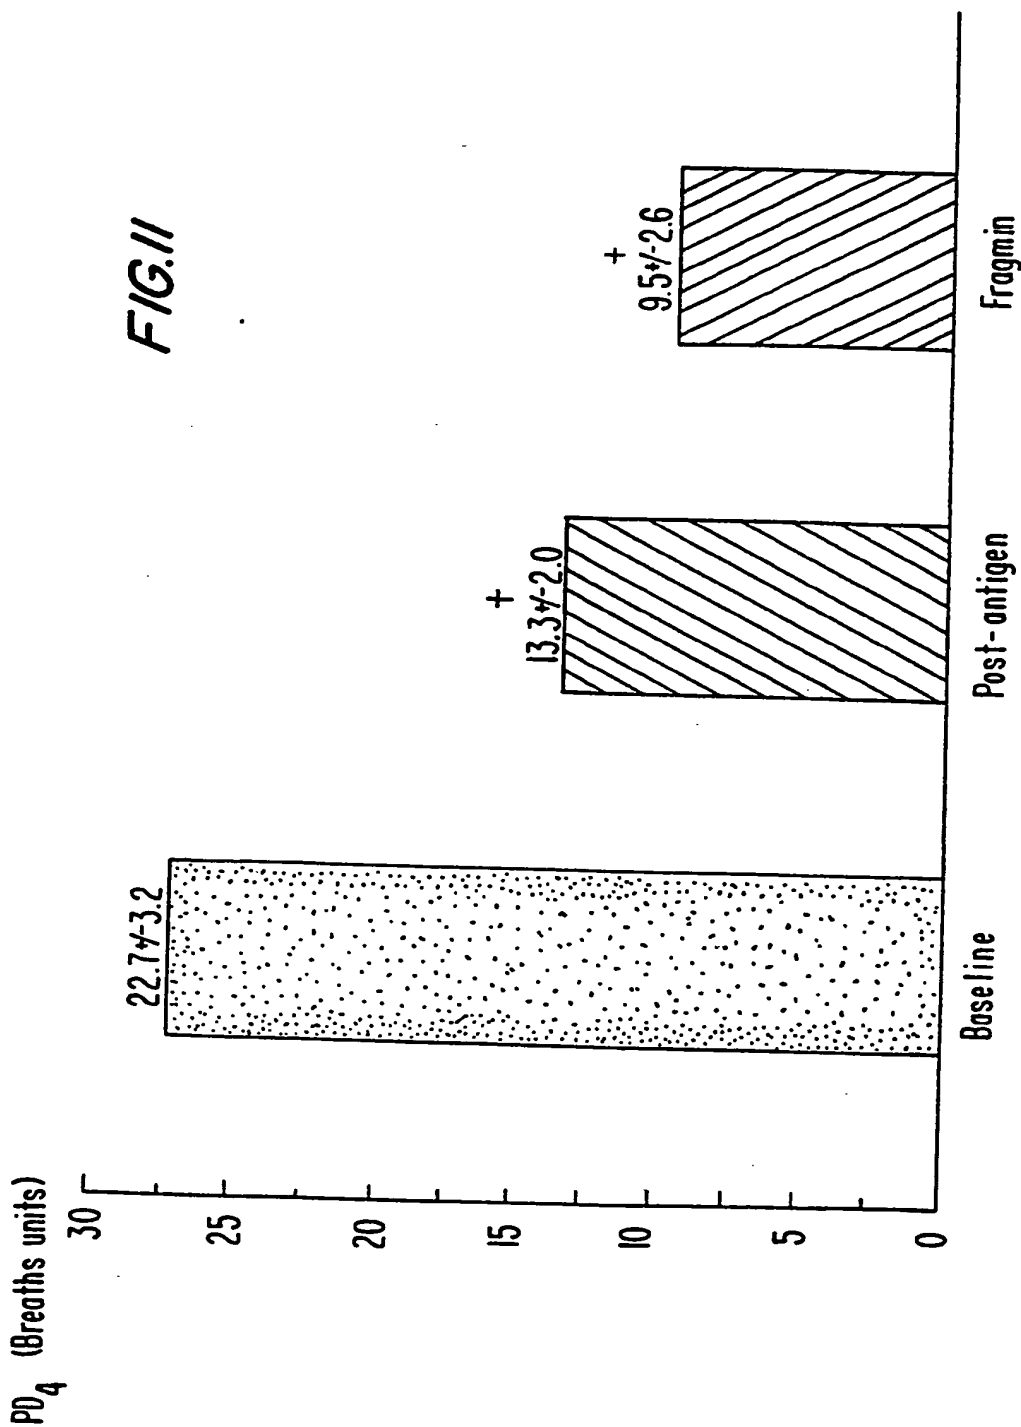 FIG.11
PD4 (Breaths units)
30
25
20
15
10
5
0
22.7+/-3.2
+
13.3+/-2.0
+
9.5+/-2.6
Baseline
Post-antigen
Fragmin